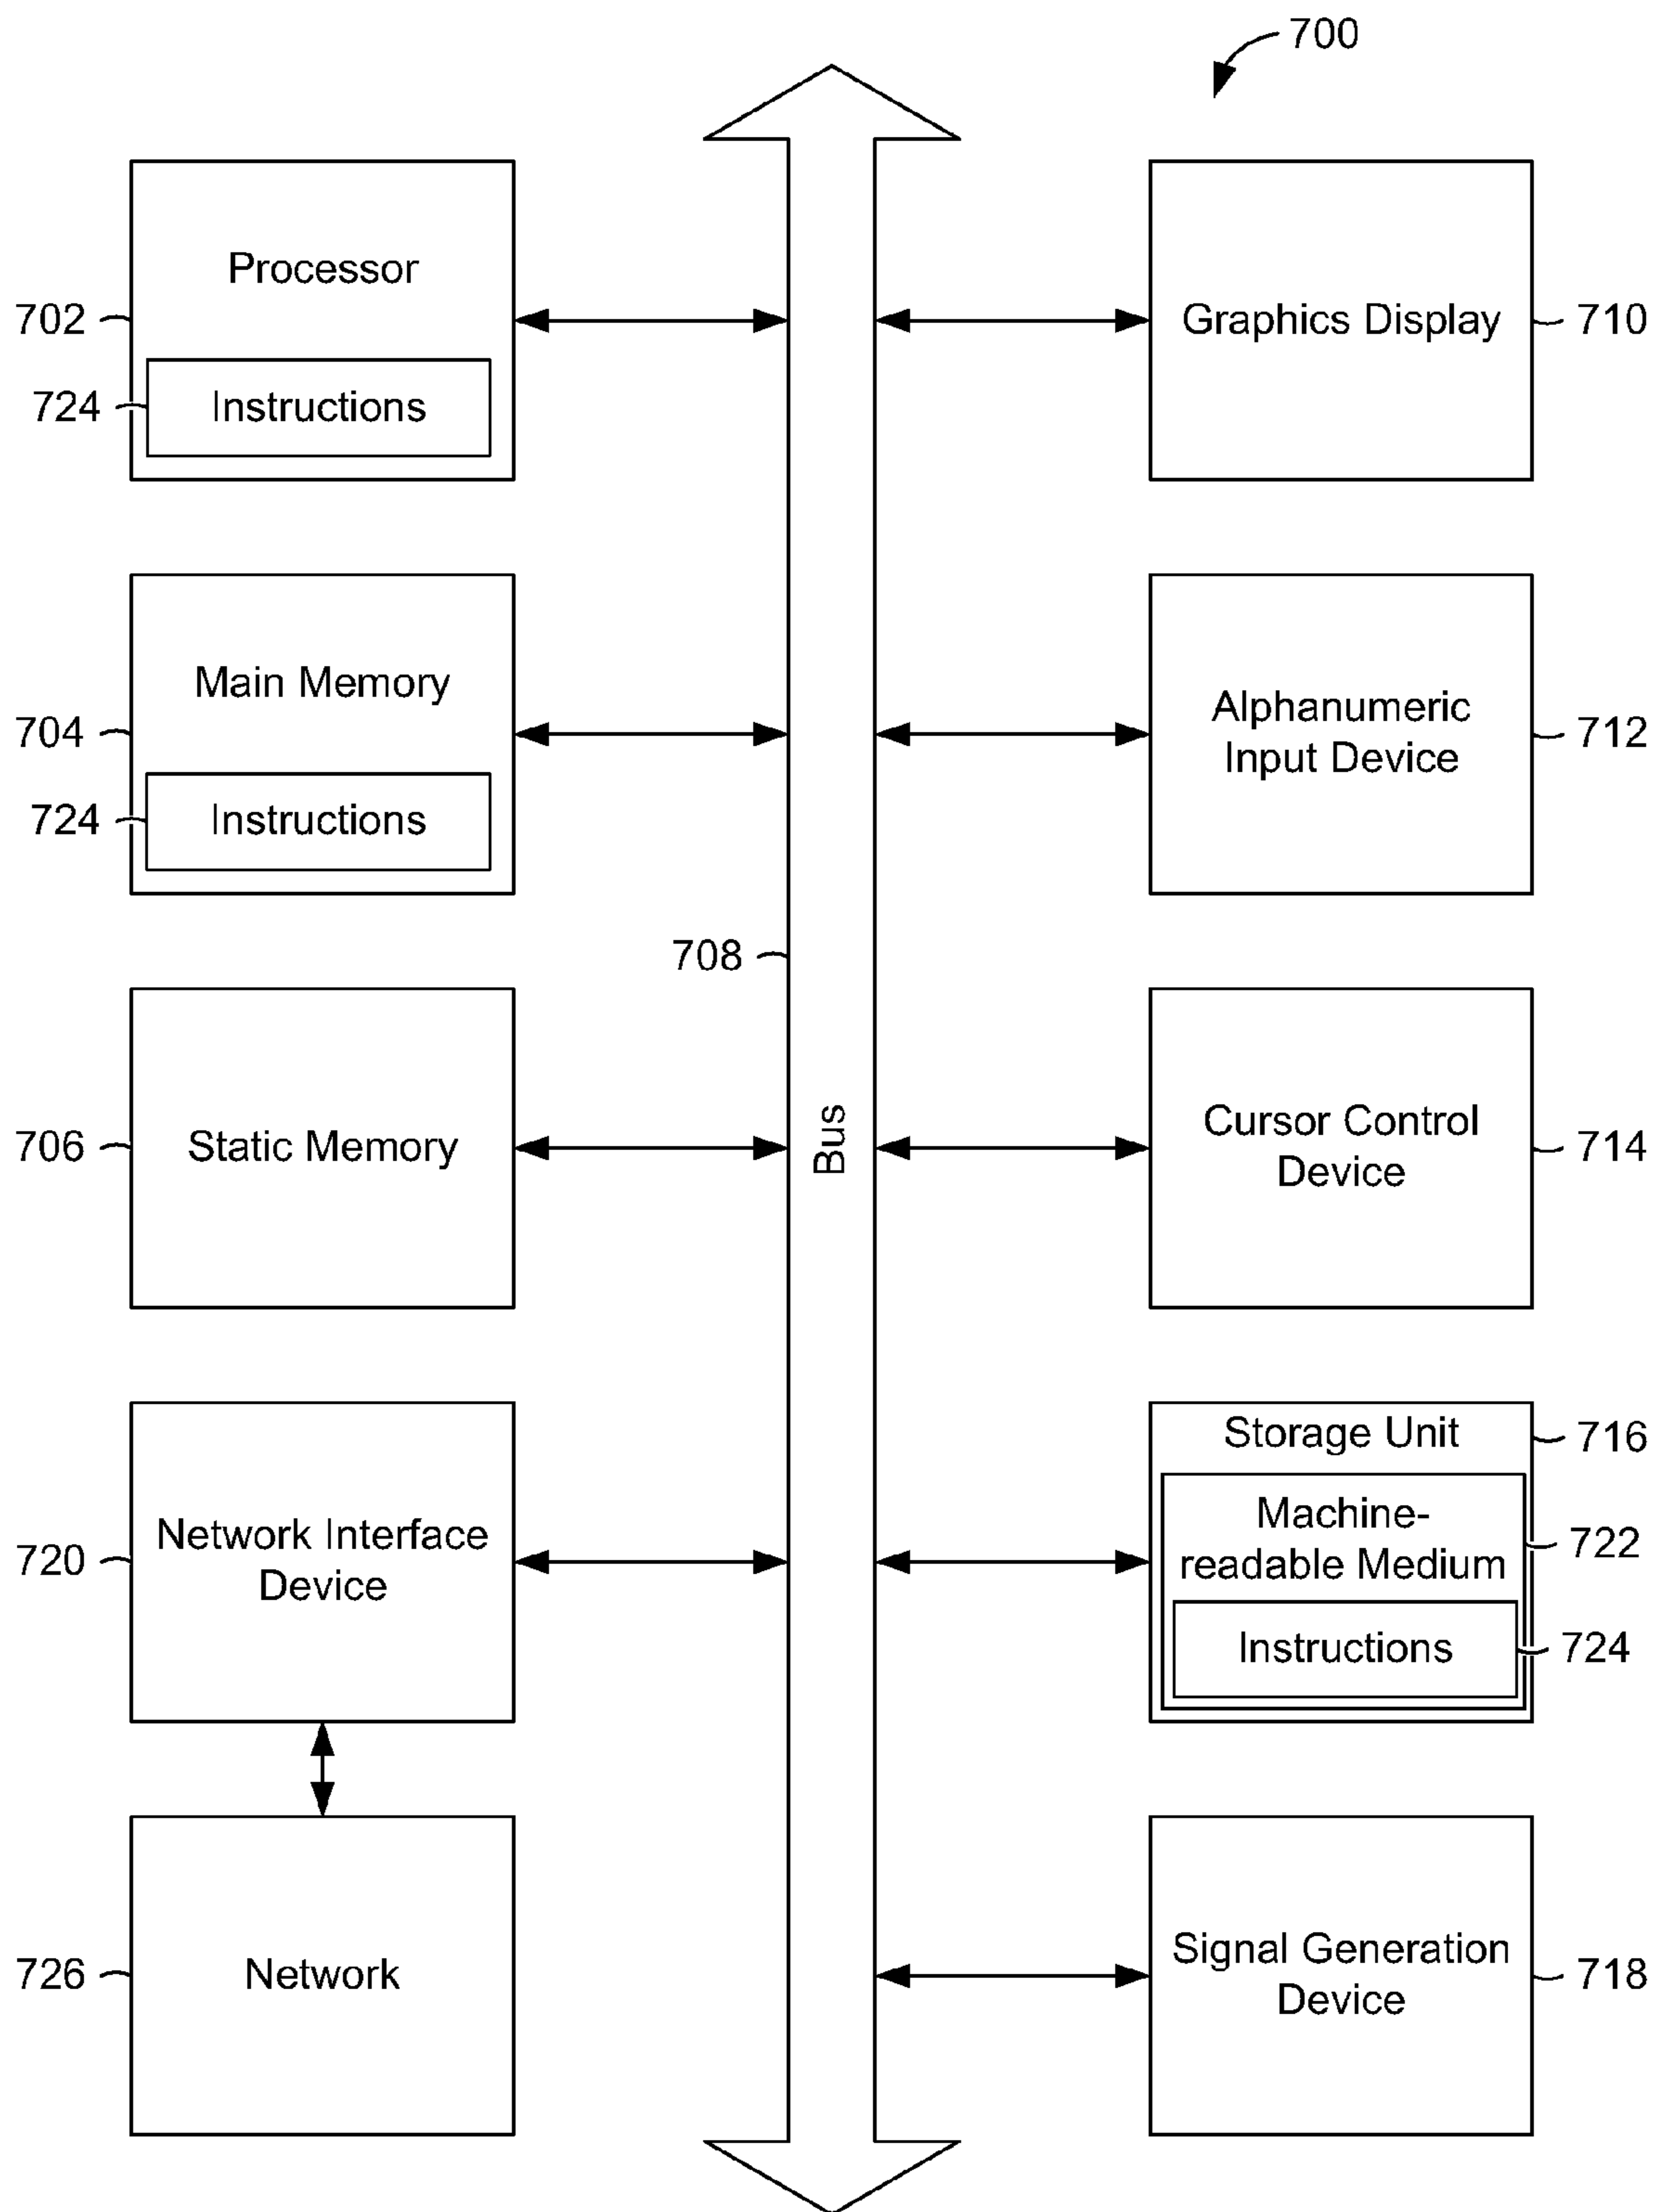 700
Processor
702
724
Instructions
Graphics Display
710
Main Memory
704
724
Instructions
Alphanumeric
Input Device
712
708
Bus
706
Static Memory
Cursor Control
Device
714
720
Network Interface
Device
Storage Unit
716
Machine-
readable Medium
722
Instructions
724
726
Network
Signal Generation
Device
718